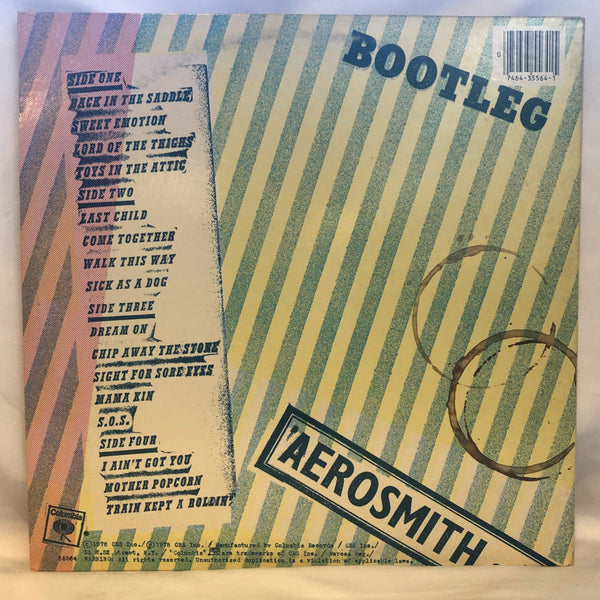 BOOTLEG
0
7464-35564-1
SIDE ONE
BACK IN THE SADDLE
SWEET EMOTION
LORD OF THE THIGHS
TOYS IN THE ATTIC
SIDE TWO
LAST CHILD
COME TOGETHER
WALK THIS WAY
SICK AS A DOG
SIDE THREE
DREAM ON
CHIP AWAY THE STONE
SIGHT FOR SORE EYES
MAMA KIN
S.O.S.
SIDE FOUR
I AIN'T GOT YOU
MOTHER POPCORN
TRAIN KEPT A ROLLIN'
AEROSMITH
Columbia
©1978 CBS Inc./℗1978 CBS Inc./ Manufactured by Columbia Records / CBS Inc./
51 W. 52 Street, N.Y. / "Columbia", are trademarks of CBS Inc./ Marcas Reg./
35564 WARNING: All Rights Reserved. Unauthorized duplication is a violation of applicable laws.